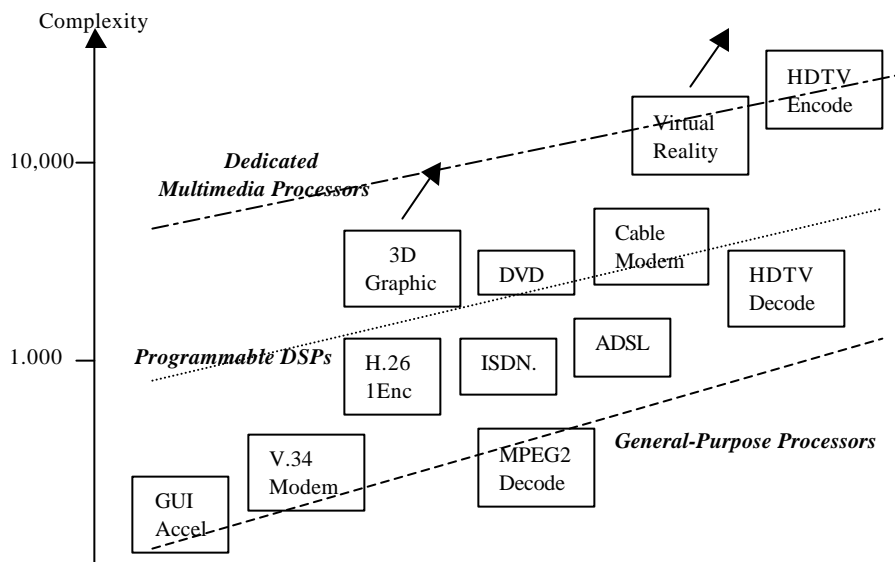 Complexity
HDTV
Encode
Virtual
Reality
10,000
Dedicated
Multimedia Processors
3D
Graphic
DVD
Cable
Modem
HDTV
Decode
1.000
Programmable DSPs
H.26
1Enc
ISDN.
ADSL
General-Purpose Processors
V.34
Modem
MPEG2
Decode
GUI
Accel